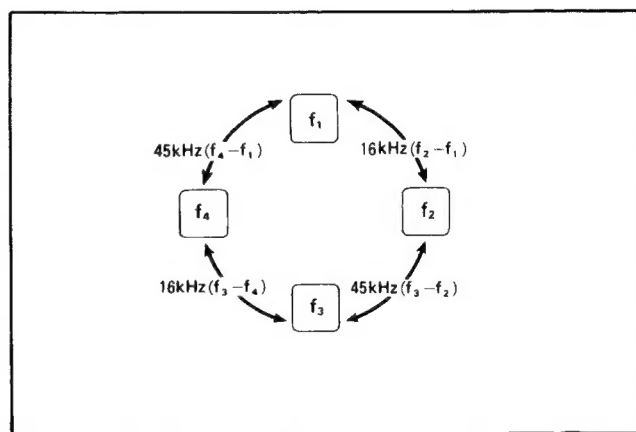 f₁
45kHz(f₄−f₁)
16kHz(f₂−f₁)
f₄
f₂
16kHz(f₃−f₄)
45kHz(f₃−f₂)
f₃